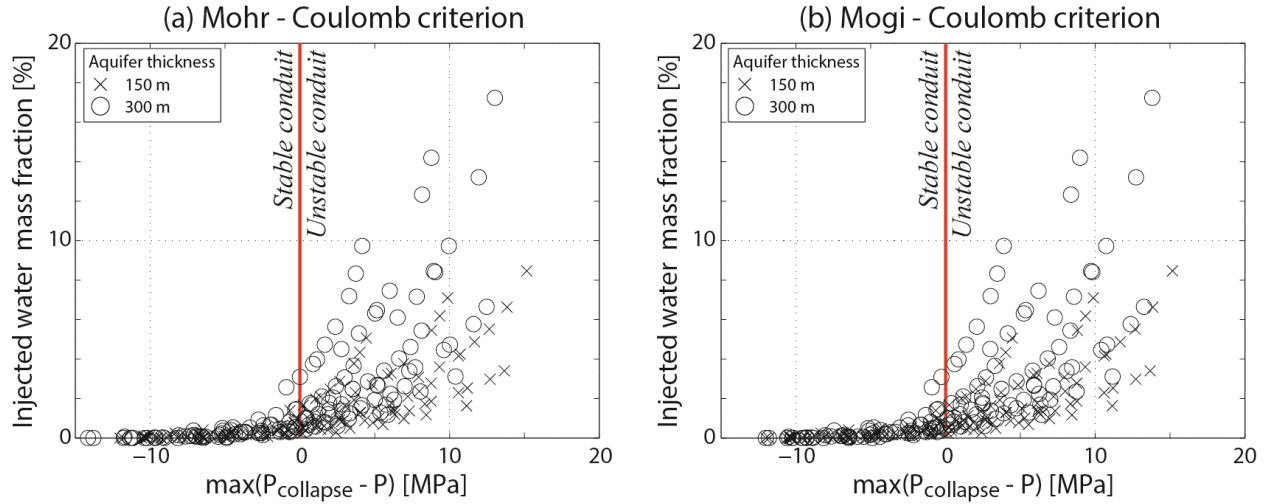 (a) Mohr - Coulomb criterion
Injected water mass fraction [%]
20
10
0
Aquifer thickness
150 m
300 m
Stable conduit
Unstable conduit
−10
0
10
20
max(Pcollapse - P) [MPa]
(b) Mogi - Coulomb criterion
Injected water mass fraction [%]
20
10
0
Aquifer thickness
150 m
300 m
Stable conduit
Unstable conduit
−10
0
10
20
max(Pcollapse - P) [MPa]